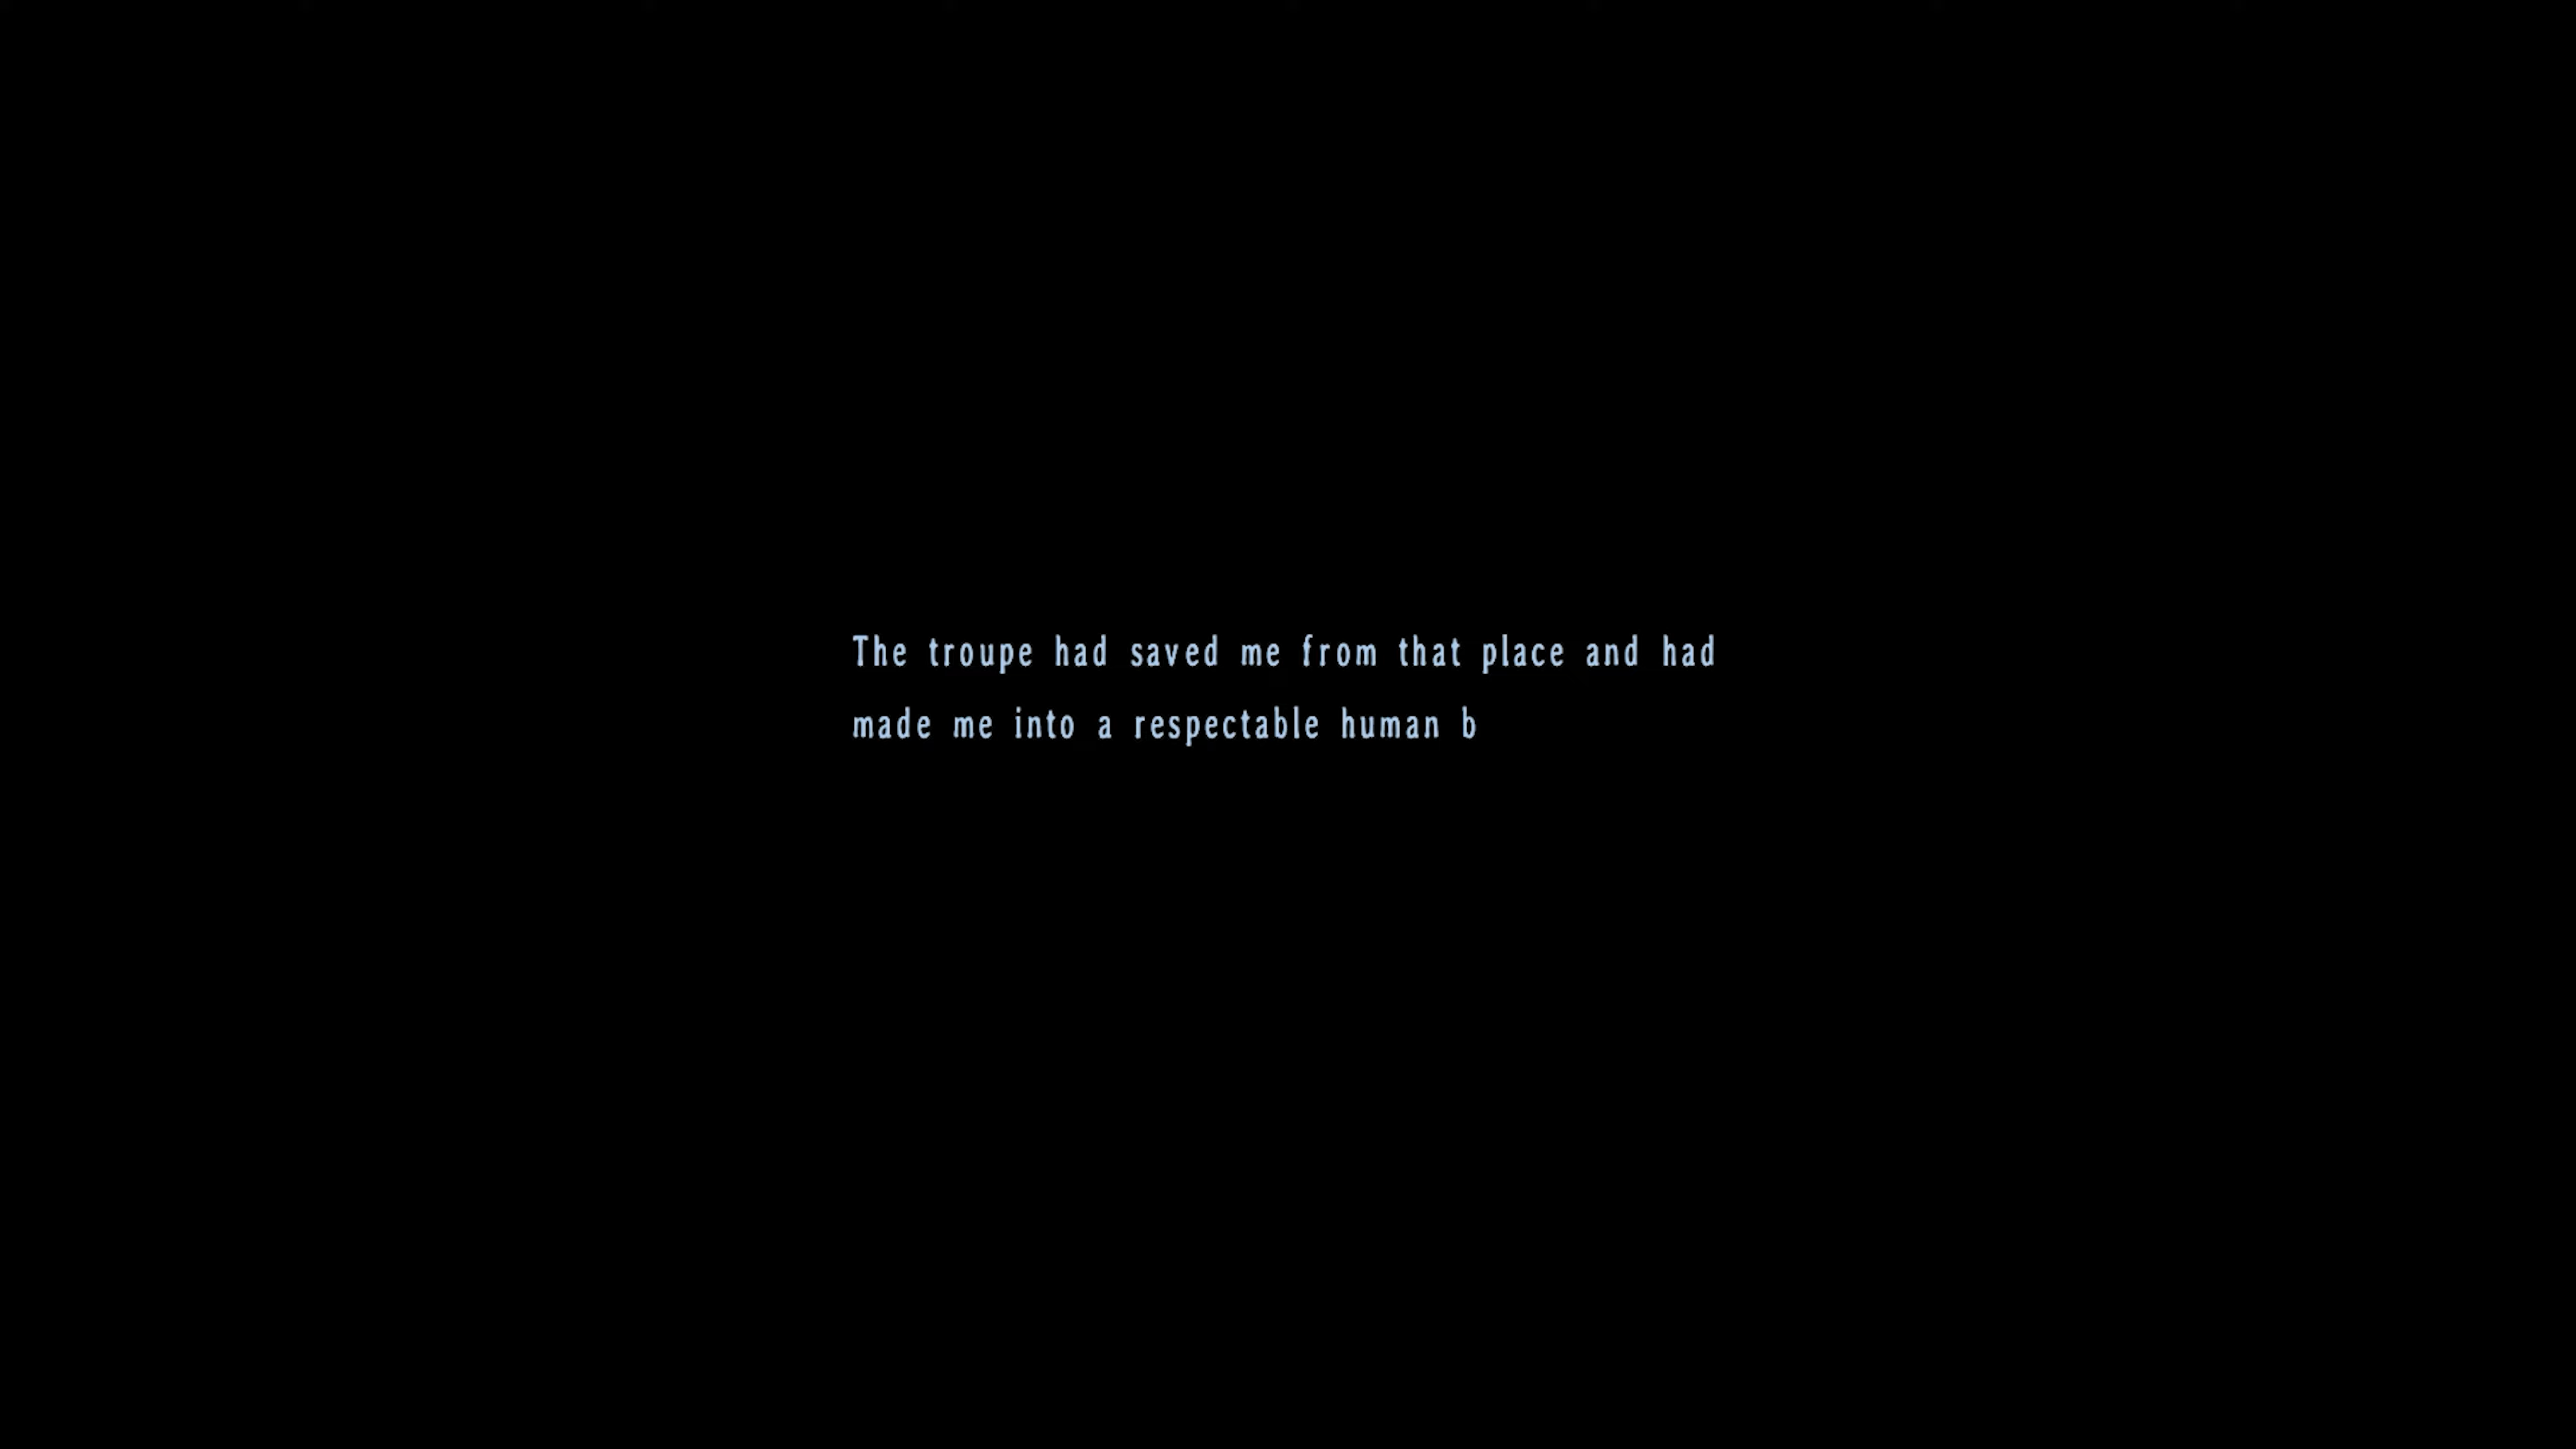 The troupe had saved me from that place and had
made me into a respectable human b